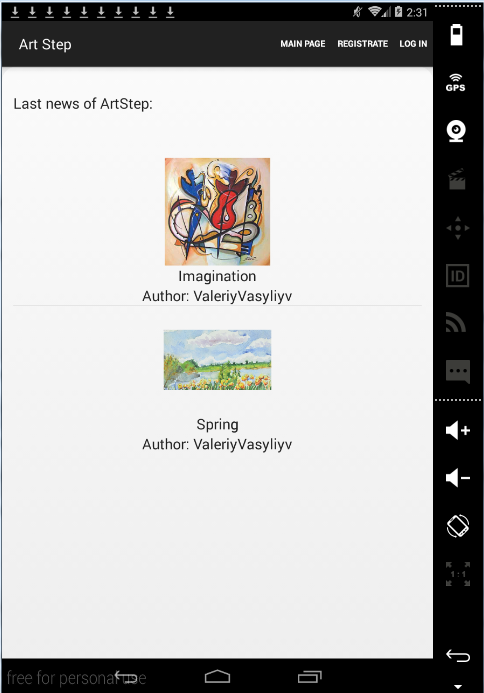 2:31
Art Step
MAIN PAGE REGISTRATE LOG IN
GPS
Last news of ArtStep:
ID
Imagination
Author: ValeriyVasyliyv
Spring
Author: ValeriyVasyliyv
1:1
free for personal use